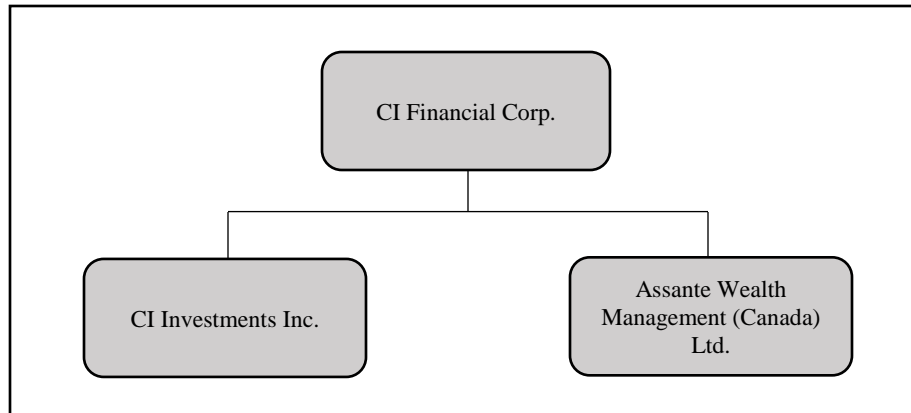 CI Financial Corp.
CI Investments Inc.
Assante Wealth
Management (Canada)
Ltd.